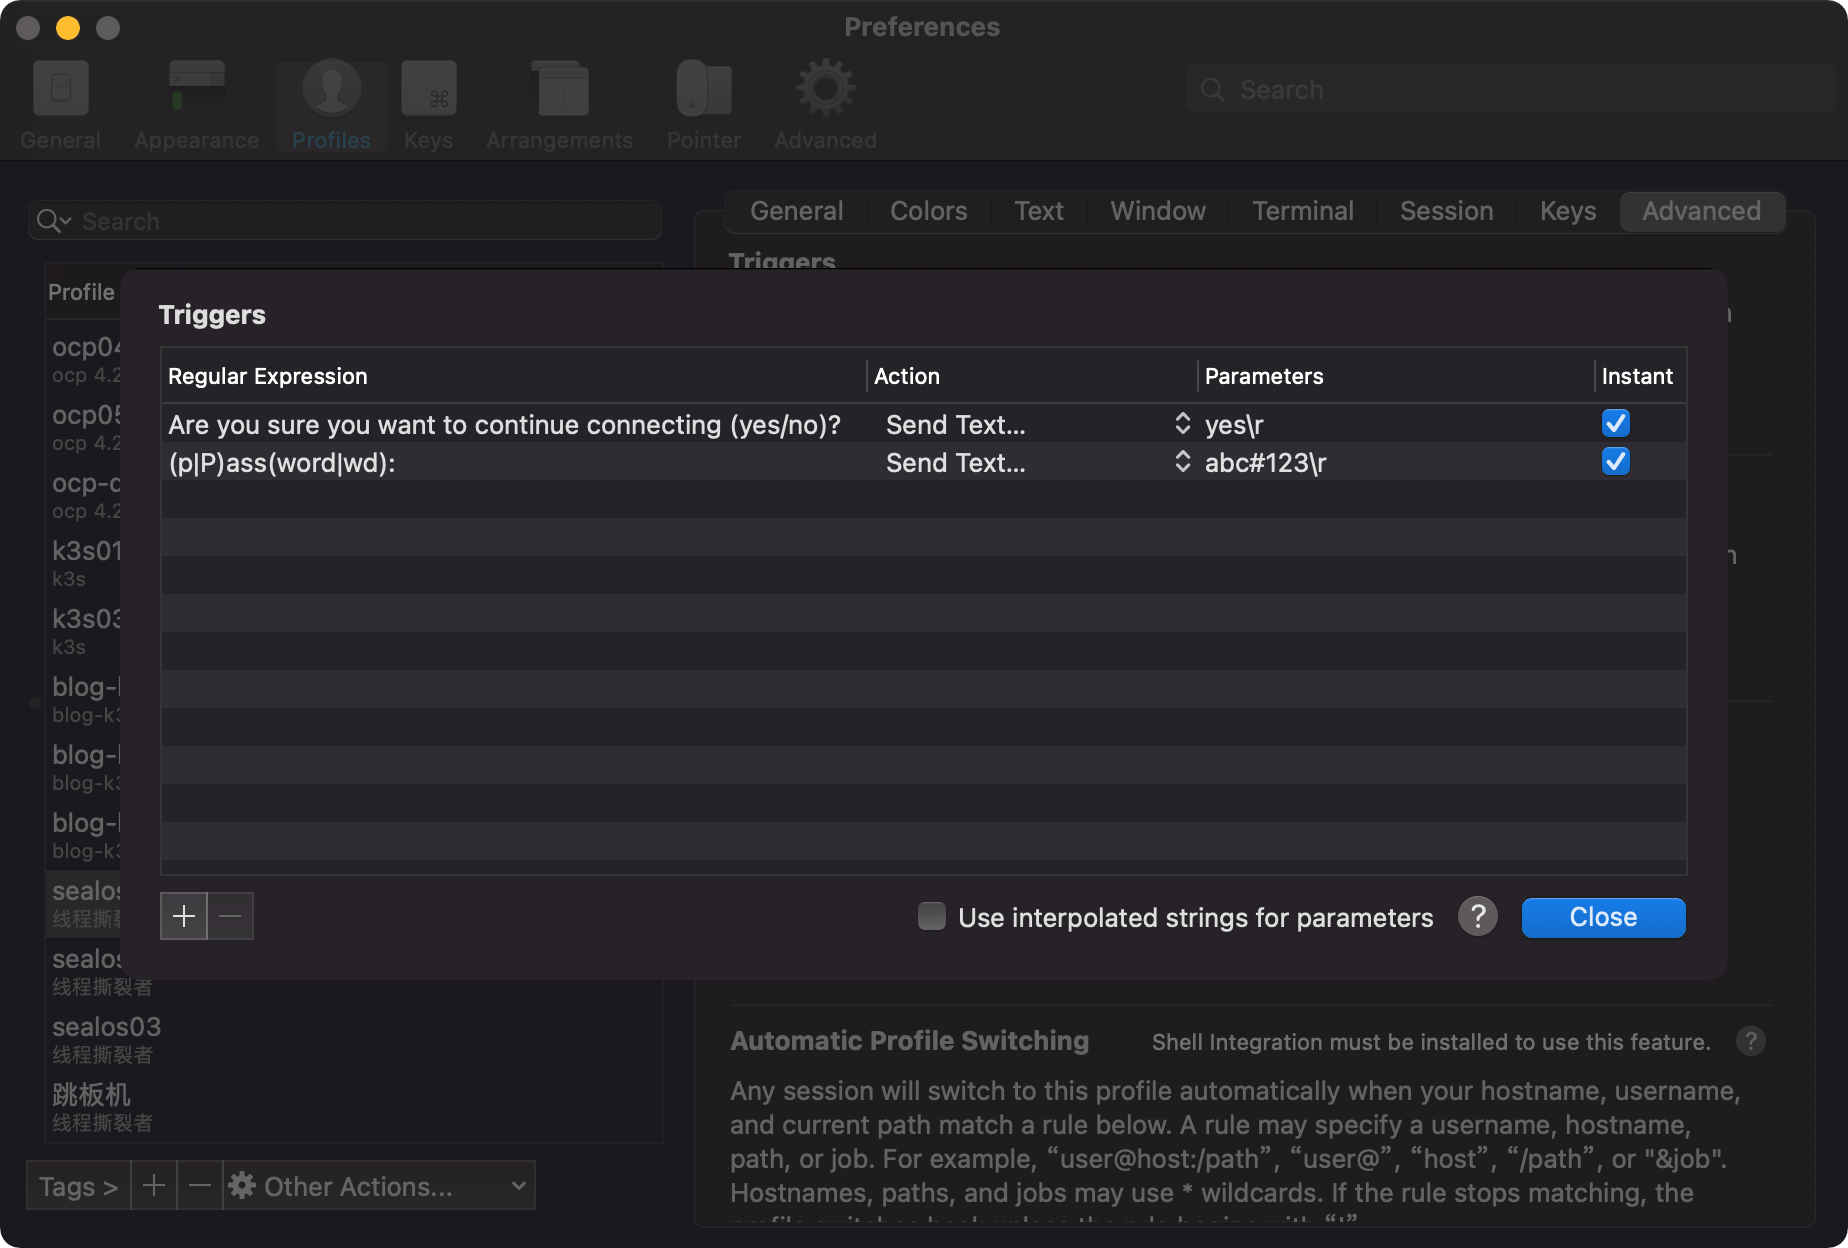 Preferences
General
Appearance
Profiles
Keys
Arrangements
Pointer
Advanced
Search
Search
General
Colors
Text
Window
Terminal
Session
Keys
Advanced
Triggers
Profile
ocp04
ocp 4.2
ocp05
ocp 4.2
ocp 4.2
k3s01
k3s
k3s03
k3s
blog-
blog-k3
blog-
blog-k3
blog-
blog-k3
sealos
线程撕裂
sealos
线程撕裂者
sealos03
线程撕裂者
跳板机
线程撕裂者
Tags >
Other Actions...
Triggers
Regular Expression
Action
Parameters
Instant
Are you sure you want to continue connecting (yes/no)?
Send Text...
yes\r
(p|P)ass(word|wd):
Send Text...
abc#123\r
Use interpolated strings for parameters
?
Close
Automatic Profile Switching
Shell Integration must be installed to use this feature.
?
Any session will switch to this profile automatically when your hostname, username,
and current path match a rule below. A rule may specify a username, hostname,
path, or job. For example, “user@host:/path”, “user@”, “host”, “/path”, or "&job".
Hostnames, paths, and jobs may use * wildcards. If the rule stops matching, the